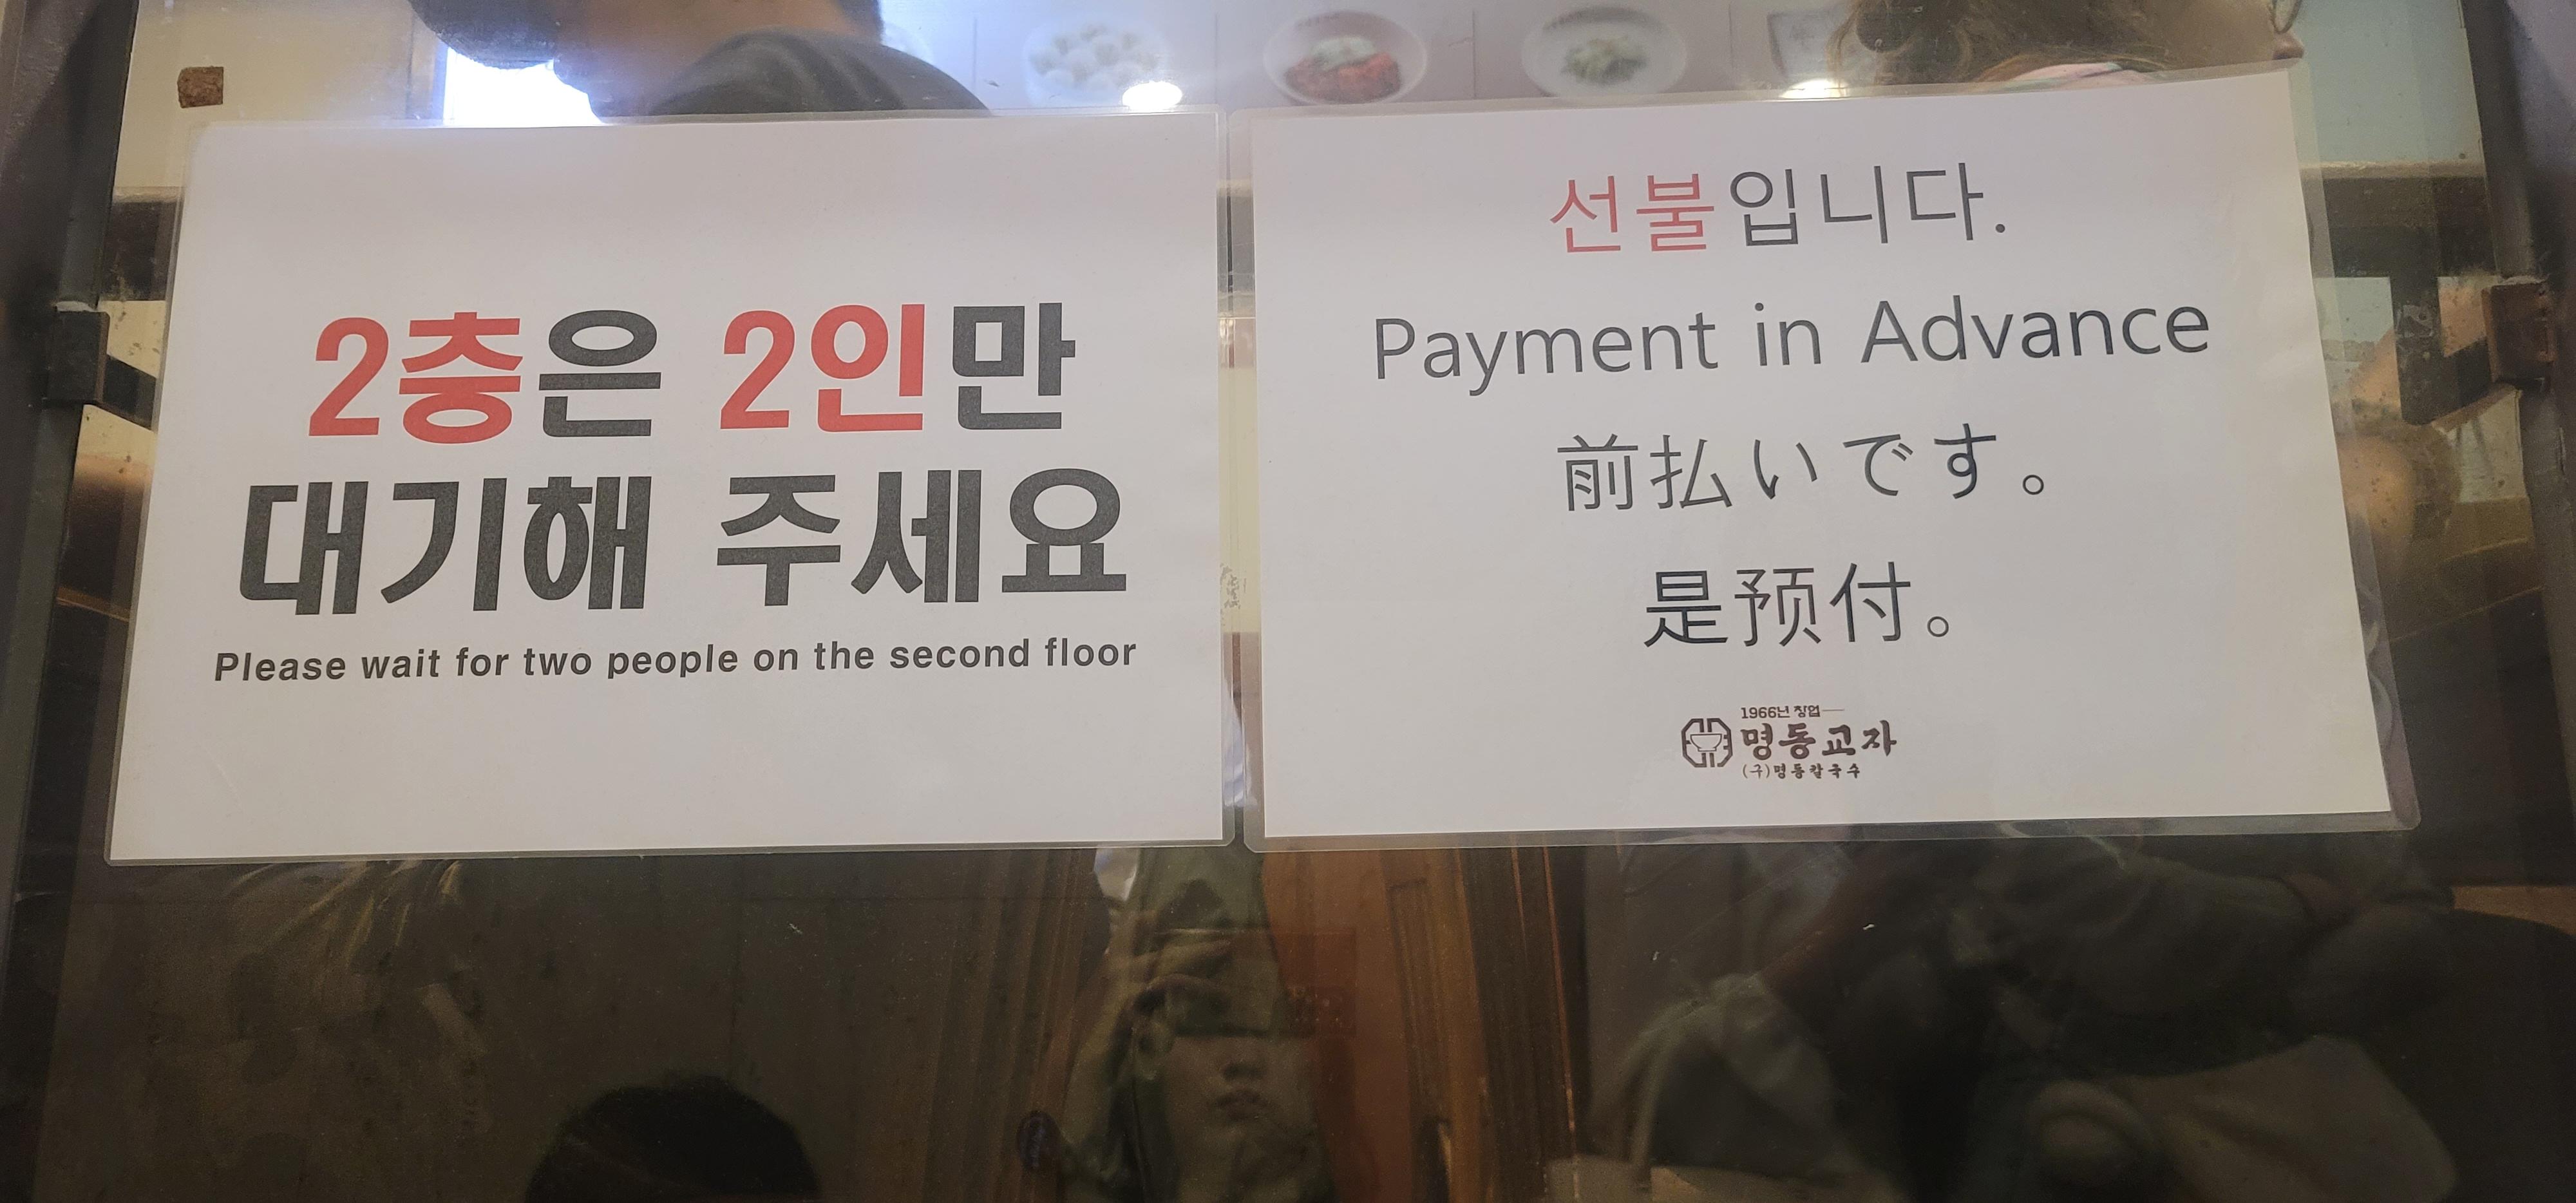 2층은 2인만
대기해 주세요
Please wait for two people on the second floor
선불입니다.
Payment in Advance
前払いです。
是预付。
1966년 창업
명동교자
(구)명동칼국수